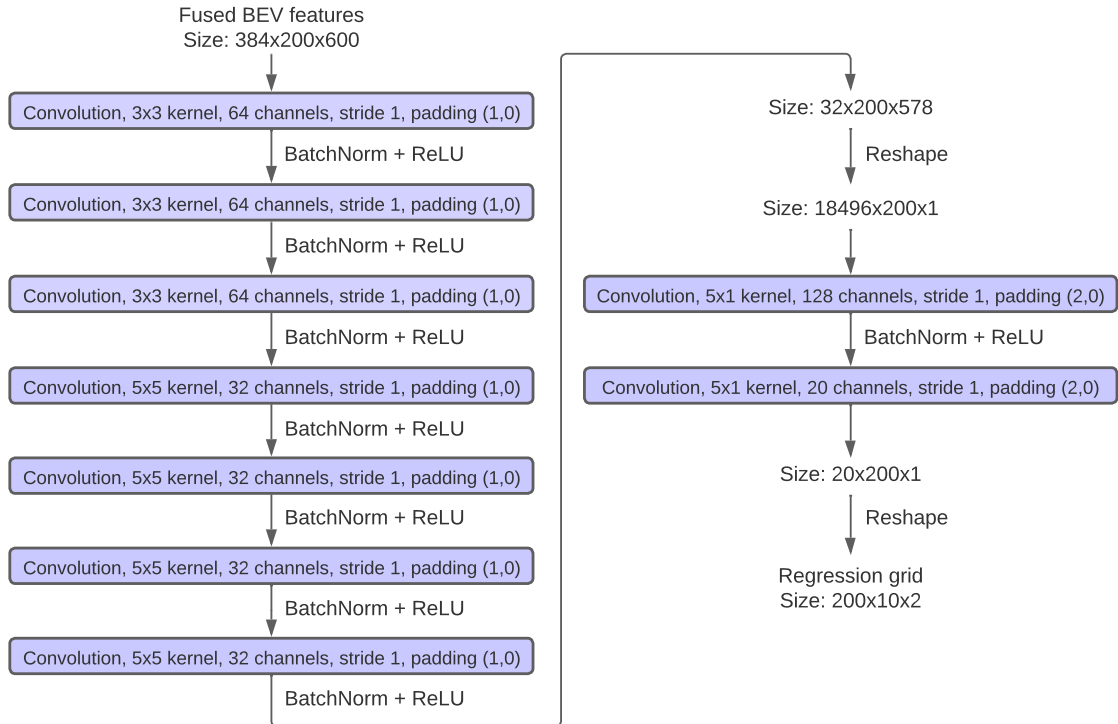 Fused BEV features
Size: 384x200x600
Convolution, 3x3 kernel, 64 channels, stride 1, padding (1,0)
BatchNorm + ReLU
Convolution, 3x3 kernel, 64 channels, stride 1, padding (1,0)
BatchNorm + ReLU
Convolution, 3x3 kernel, 64 channels, stride 1, padding (1,0)
BatchNorm + ReLU
Convolution, 5x5 kernel, 32 channels, stride 1, padding (1,0)
BatchNorm + ReLU
Convolution, 5x5 kernel, 32 channels, stride 1, padding (1,0)
BatchNorm + ReLU
Convolution, 5x5 kernel, 32 channels, stride 1, padding (1,0)
BatchNorm + ReLU
Convolution, 5x5 kernel, 32 channels, stride 1, padding (1,0)
BatchNorm + ReLU
Size: 32x200x578
Reshape
Size: 18496x200x1
Convolution, 5x1 kernel, 128 channels, stride 1, padding (2,0)
BatchNorm + ReLU
Convolution, 5x1 kernel, 20 channels, stride 1, padding (2,0)
Size: 20x200x1
Reshape
Regression grid
Size: 200x10x2